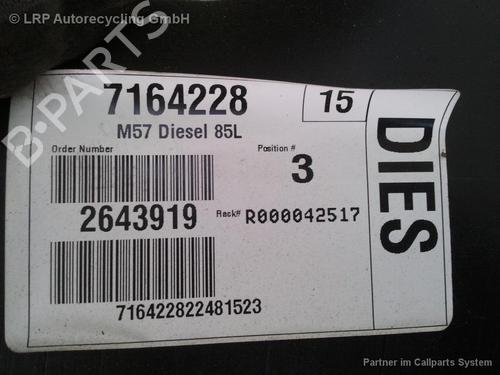 © LRP Autorecycling GmbH
B-PARTS
7164228
15
M57 Diesel 85L
Order Number
Position #
3
2643919
Rack#
R000042517
716422822481523
DIES
Partner im Callparts System